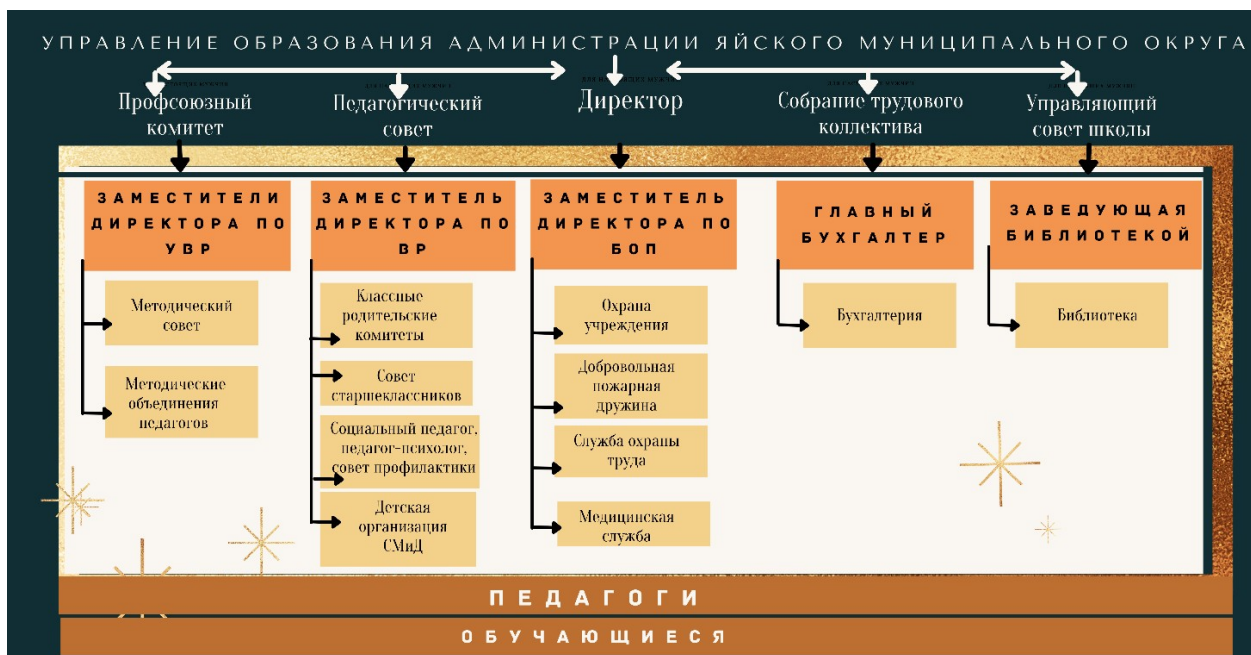 УПРАВЛЕНИЕ ОБРАЗОВАНИЯ АДМИНИСТРАЦИИ ЯЙСКОГО МУНИЦИПАЛЬНОГО ОКРУГА
Профсоюзный
комитет
Педагогический
совет
Директор
Собрание трудового
коллектива
Управляющий
совет школы
ЗАМЕСТИТЕЛИ
ДИРЕКТОРА ПО
УВР
ЗАМЕСТИТЕЛЬ
ДИРЕКТОРА ПО
ВР
ЗАМЕСТИТЕЛЬ
ДИРЕКТОРА ПО
БОП
ГЛАВНЫЙ
БУХГАЛТЕР
ЗАВЕДУЮЩАЯ
БИБЛИОТЕКОЙ
Методический
совет
Методические
объединения
педагогов
Классные
родительские
комитеты
Совет
старшеклассников
Социальный педагог,
педагог-психолог,
совет профилактики
Детская
организация
СМиД
Охрана
учреждения
Добровольная
пожарная
дружина
Служба охраны
труда
Медицинская
служба
Бухгалтерия
Библиотека
ПЕДАГОГИ
ОБУЧАЮЩИЕСЯ